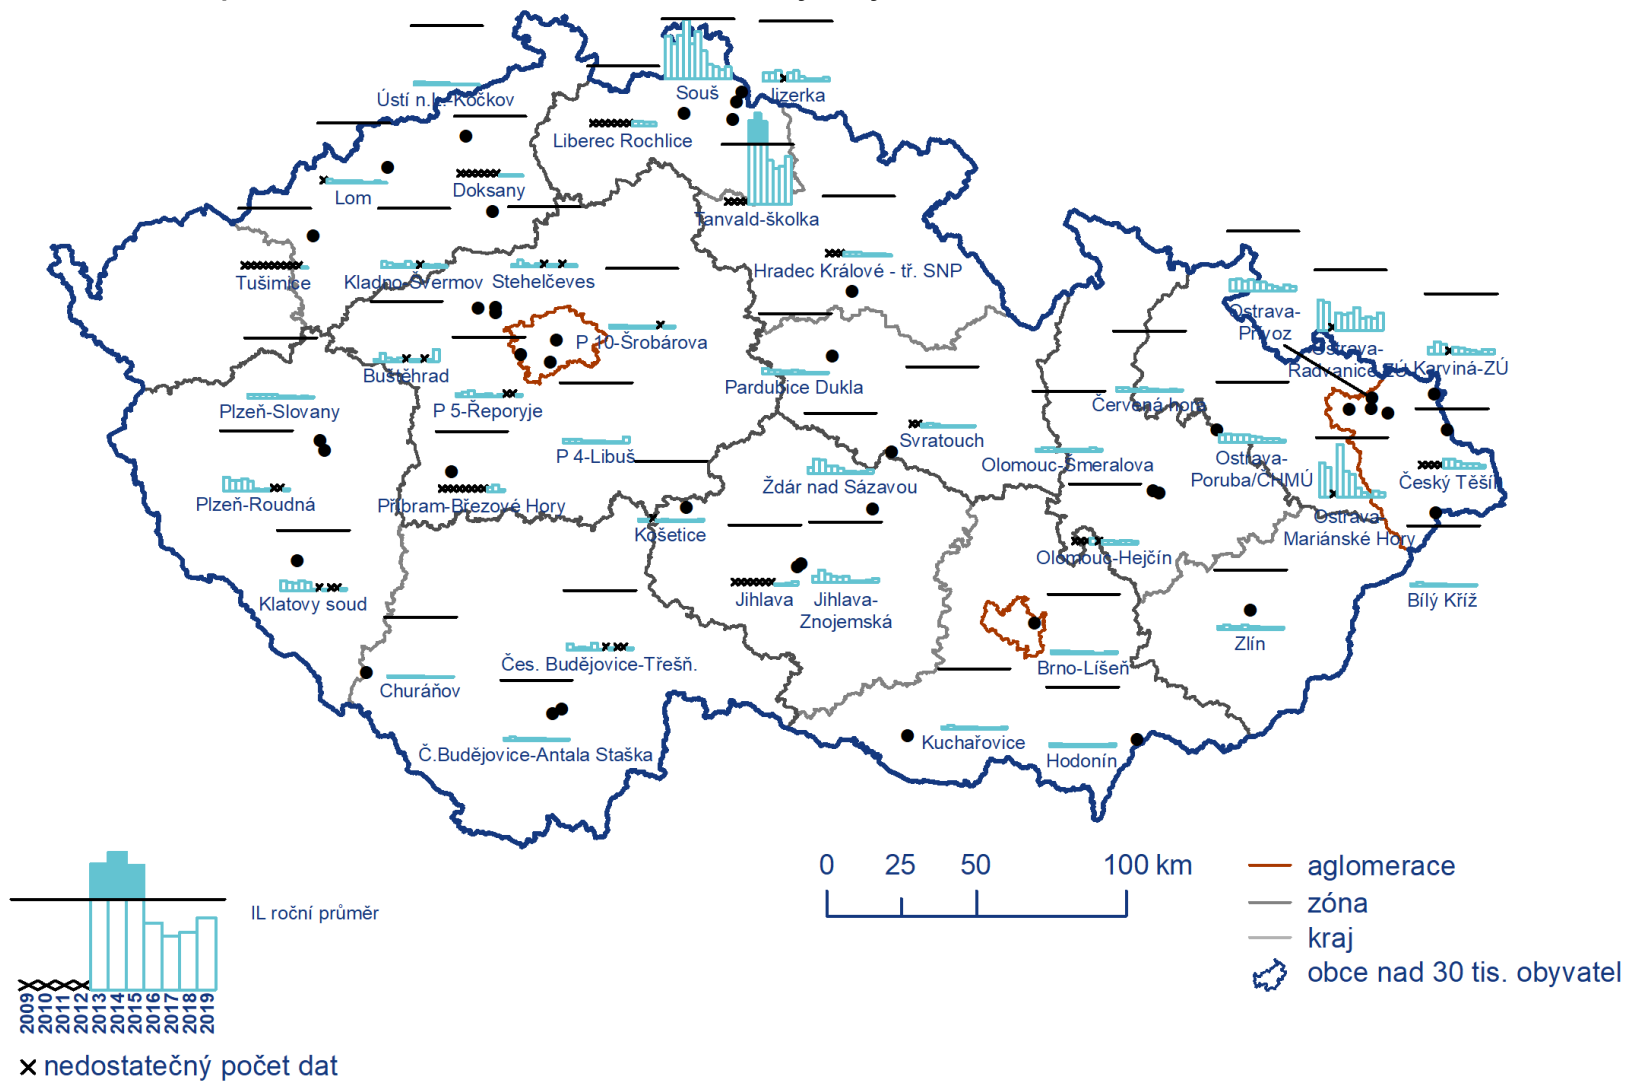 Ústí n.L.-Kočkov
Souš
Jizerka
Liberec Rochlice
Lom
Doksany
Tanvald-školka
Tušimice
Kladno-Švermov
Stehelčeves
Hradec Králové - tř. SNP
Ostrava-
Přívoz
P 10-Šrobárova
Ostrava-
Radvanice ZÚ
Karviná-ZÚ
Buštěhrad
Pardubice Dukla
Plzeň-Slovany
P 5-Řeporyje
Červená hora
Svratouch
P 4-Libuš
Olomouc-Šmeralova
Ostrava-
Poruba/ČHMÚ
Ždár nad Sázavou
Český Těšín
Plzeň-Roudná
Příbram-Březové Hory
Ostrava-
Mariánské Hory
Košetice
Olomouc-Hejčín
Klatovy soud
Jihlava
Jihlava-
Znojemská
Bílý Kříž
Zlín
Čes. Budějovice-Třešň.
Brno-Líšeň
Churáňov
Kuchařovice
Č.Budějovice-Antala Staška
Hodonín
0 25 50 100 km
aglomerace
zóna
kraj
obce nad 30 tis. obyvatel
IL roční průměr
2009
2010
2011
2012
2013
2014
2015
2016
2017
2018
2019
nedostatečný počet dat